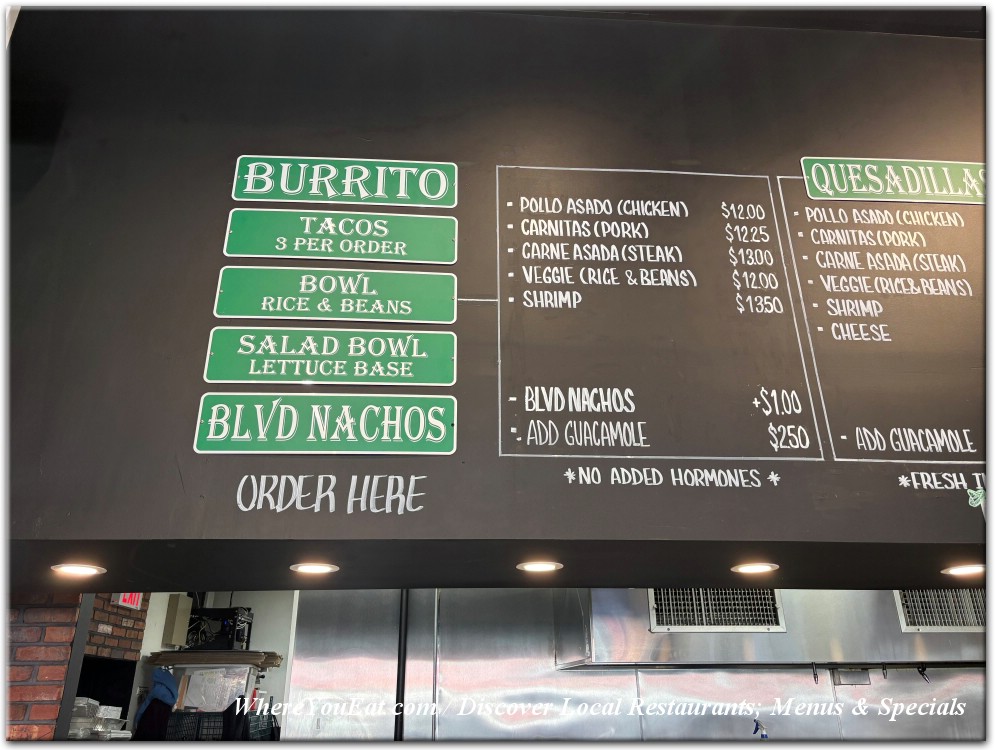 BURRITO
TACOS
3 PER ORDER
BOWL
RICE & BEANS
SALAD BOWL
LETTUCE BASE
BLVD NACHOS
ORDER HERE
- POLLO ASADO (CHICKEN) $12.00
- CARNITAS (PORK) $12.25
- CARNE ASADA (STEAK) $13.00
- VEGGIE (RICE & BEANS) $12.00
- SHRIMP $13.50
- BLVD NACHOS +$1.00
- ADD GUACAMOLE $2.50
*NO ADDED HORMONES *
QUESADILLAS
- POLLO ASADO (CHICKEN)
- CARNITAS (PORK)
- CARNE ASADA (STEAK)
- VEGGIE (RICE & BEANS)
- SHRIMP
- CHEESE
- ADD GUACAMOLE
*FRESH
EXIT
WhereYouEat.com/ Discover Local Restaurants; Menus & Specials